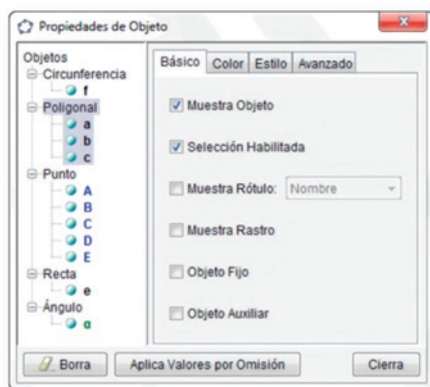 Propiedades de Objeto
Objetos
Circunferencia
f
Poligonal
a
b
c
Punto
A
B
C
D
E
Recta
e
Ángulo
α
Básico Color Estilo Avanzado
Muestra Objeto
Selección Habilitada
Muestra Rótulo: Nombre
Muestra Rastro
Objeto Fijo
Objeto Auxiliar
Borra Aplica Valores por Omisión Cierra